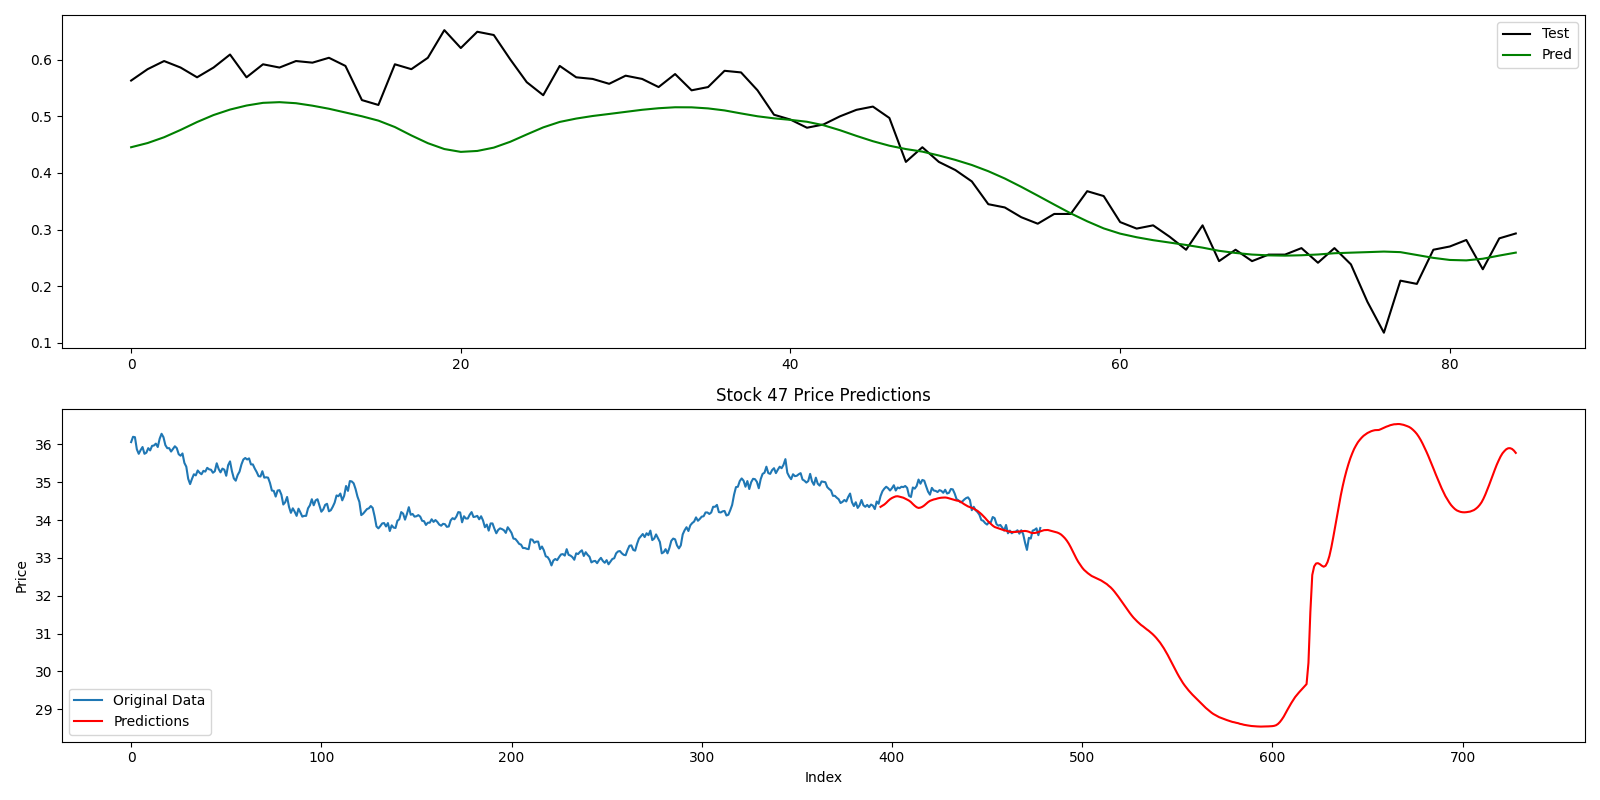 0.6
0.5
0.4
0.3
0.2
0.1
Test
Pred
0 20 40 60 80
Stock 47 Price Predictions
Price
36
35
34
33
32
31
30
29
Original Data
Predictions
0 100 200 300 400 500 600 700
Index